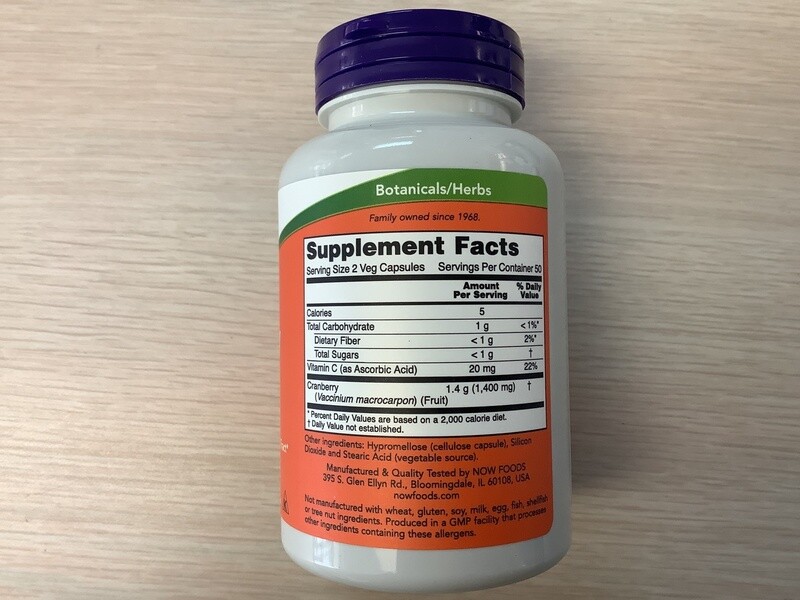 Botanicals/Herbs
Family owned since 1968.
Supplement Facts
Serving Size 2 Veg Capsules Servings Per Container 50
Amount Per Serving % Daily Value
Calories 5
Total Carbohydrate 1 g < 1%*
Dietary Fiber < 1 g 2%*
Total Sugars < 1 g †
Vitamin C (as Ascorbic Acid) 20 mg 22%
Cranberry 1.4 g (1,400 mg) †
(Vaccinium macrocarpon) (Fruit)
* Percent Daily Values are based on a 2,000 calorie diet.
† Daily Value not established.
Other ingredients: Hypromellose (cellulose capsule), Silicon
Dioxide and Stearic Acid (vegetable source).
Manufactured & Quality Tested by NOW FOODS
395 S. Glen Ellyn Rd., Bloomingdale, IL 60108, USA
nowfoods.com
Not manufactured with wheat, gluten, soy, milk, egg, fish, shellfish
or tree nut ingredients. Produced in a GMP facility that processes
other ingredients containing these allergens.